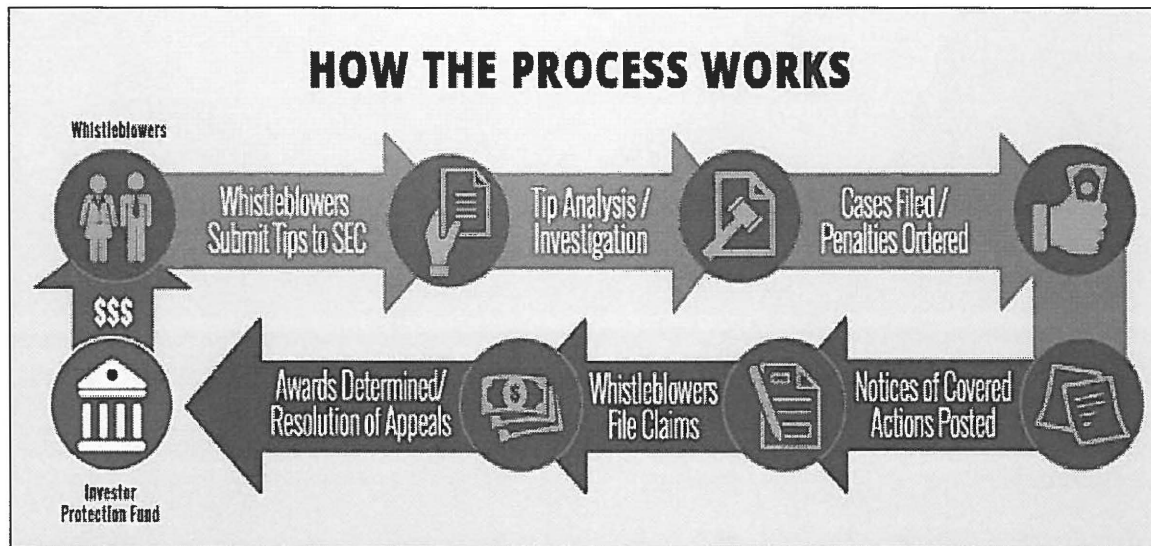 HOW THE PROCESS WORKS
Whistleblowers
Whistleblowers
Submit Tips to SEC
Tip Analysis /
Investigation
Cases Filed /
Penalties Ordered
$$$
Awards Determined/
Resolution of Appeals
$
Whistleblowers
File Claims
Notices of Covered
Actions Posted
Investor
Protection Fund